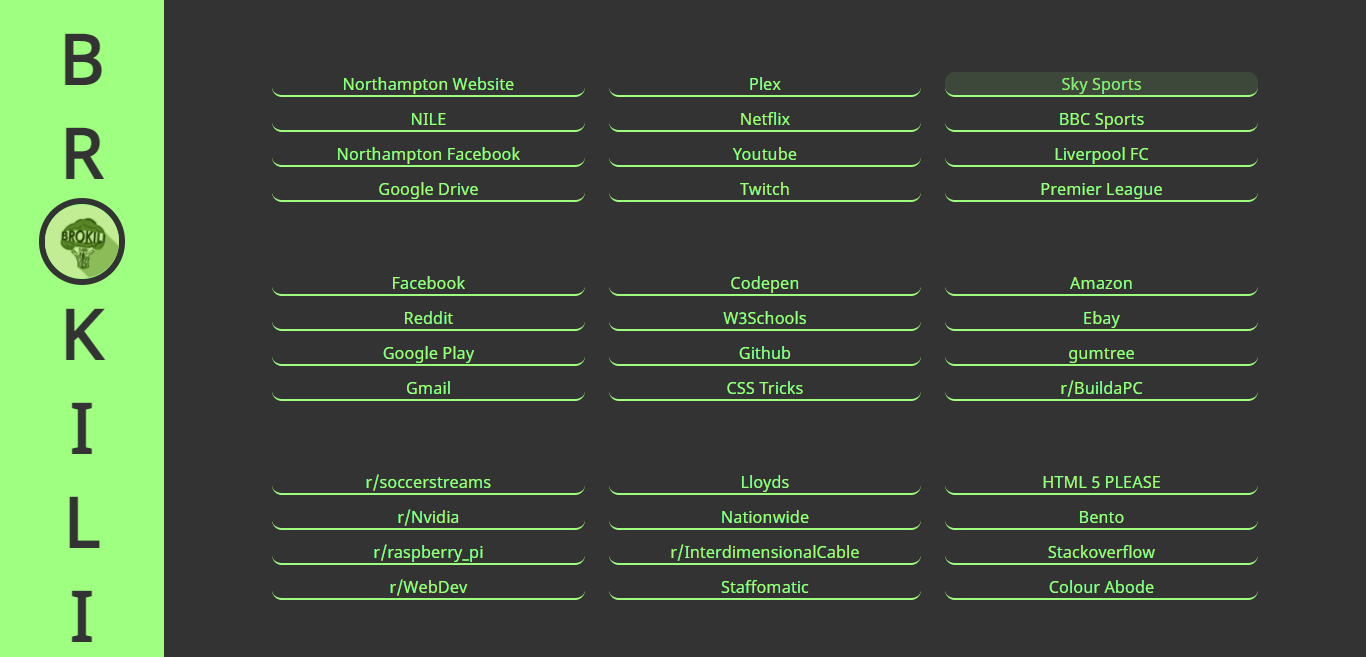 B
R
BROKILI
K
I
L
I
Northampton Website
NILE
Northampton Facebook
Google Drive
Plex
Netflix
Youtube
Twitch
Sky Sports
BBC Sports
Liverpool FC
Premier League
Facebook
Reddit
Google Play
Gmail
Codepen
W3Schools
Github
CSS Tricks
Amazon
Ebay
gumtree
r/BuildaPC
r/soccerstreams
r/Nvidia
r/raspberry_pi
r/WebDev
Lloyds
Nationwide
r/InterdimensionalCable
Staffomatic
HTML 5 PLEASE
Bento
Stackoverflow
Colour Abode